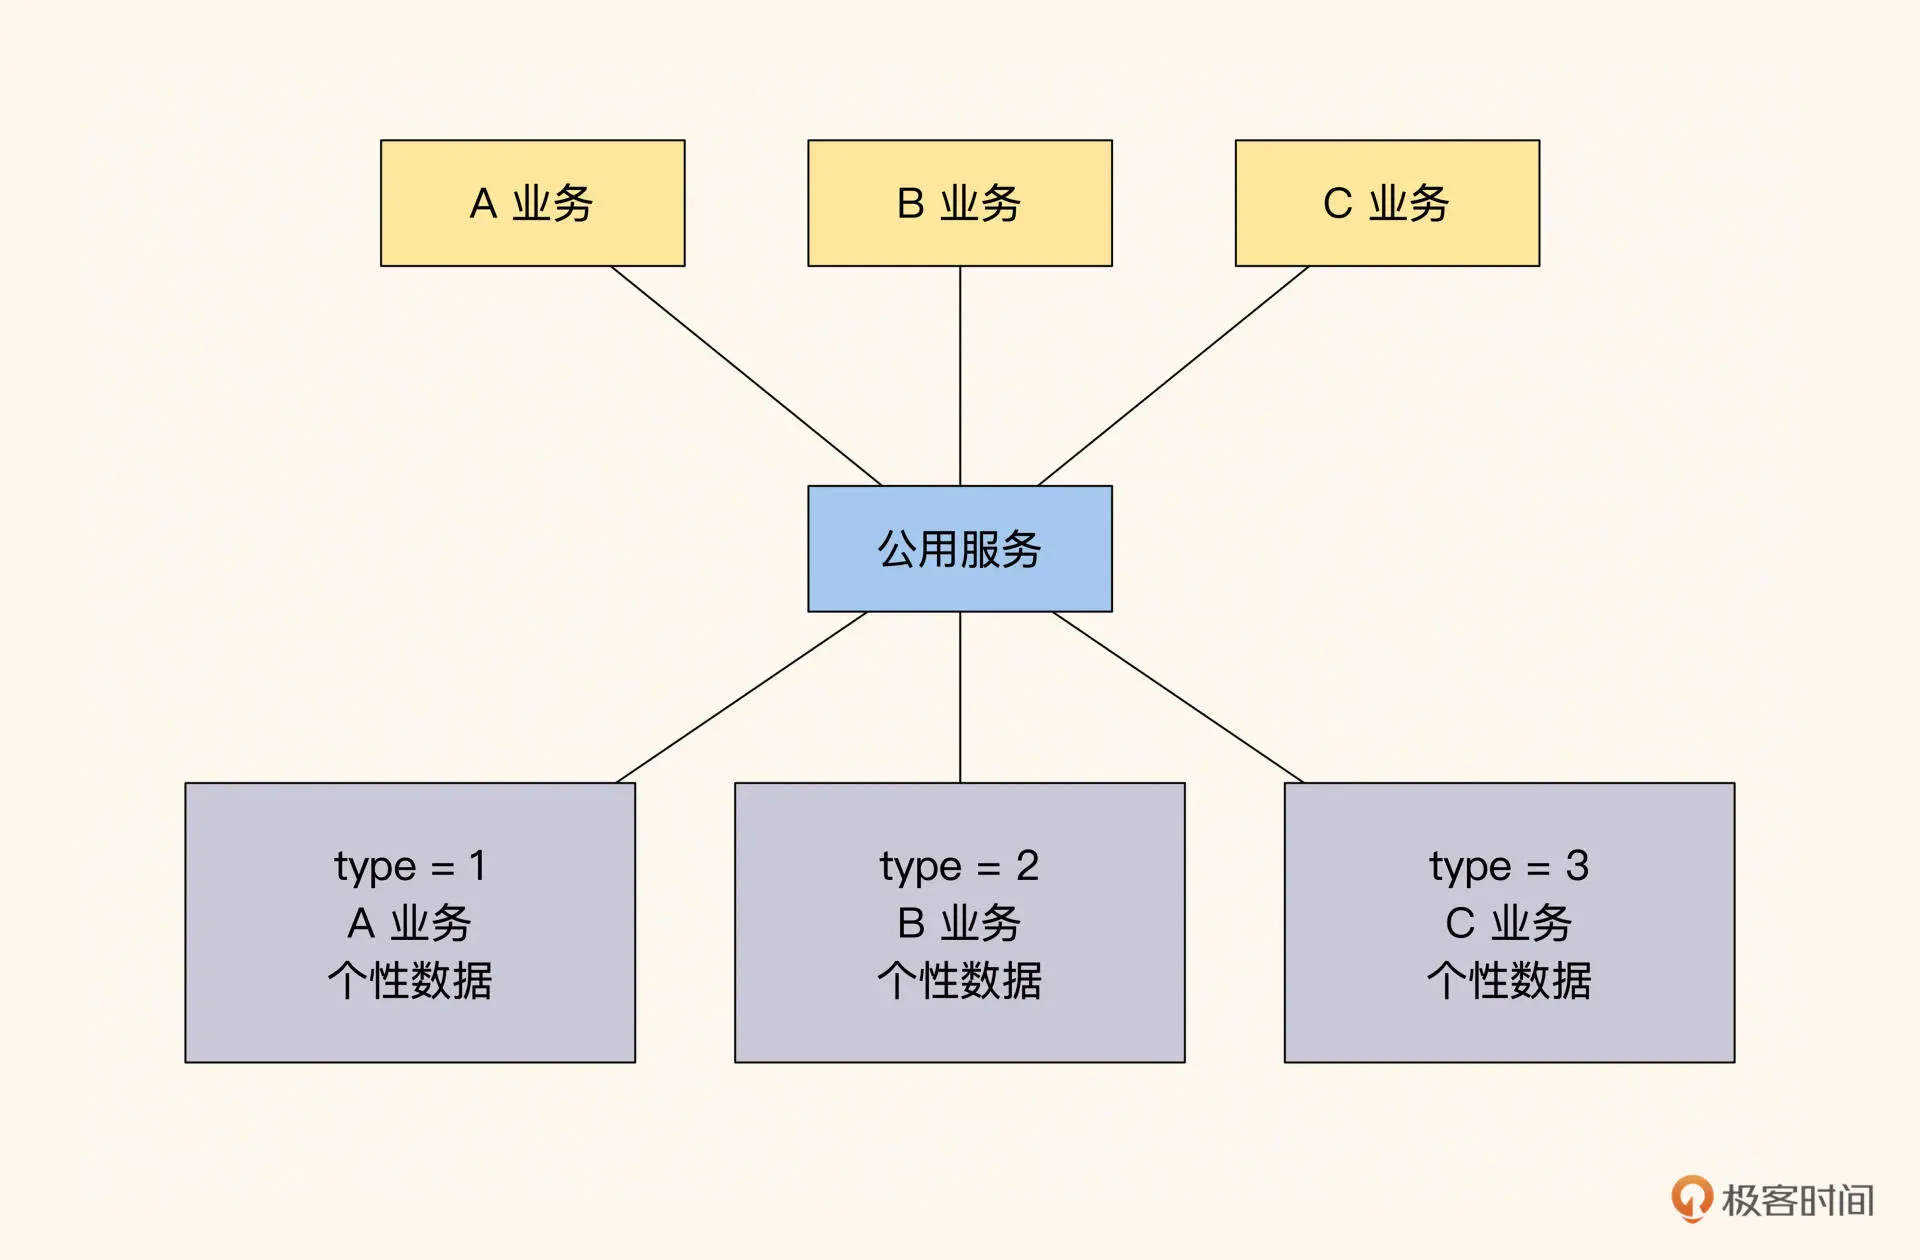 A 业务
B 业务
C 业务
公用服务
type = 1
A 业务
个性数据
type = 2
B 业务
个性数据
type = 3
C 业务
个性数据
极客时间